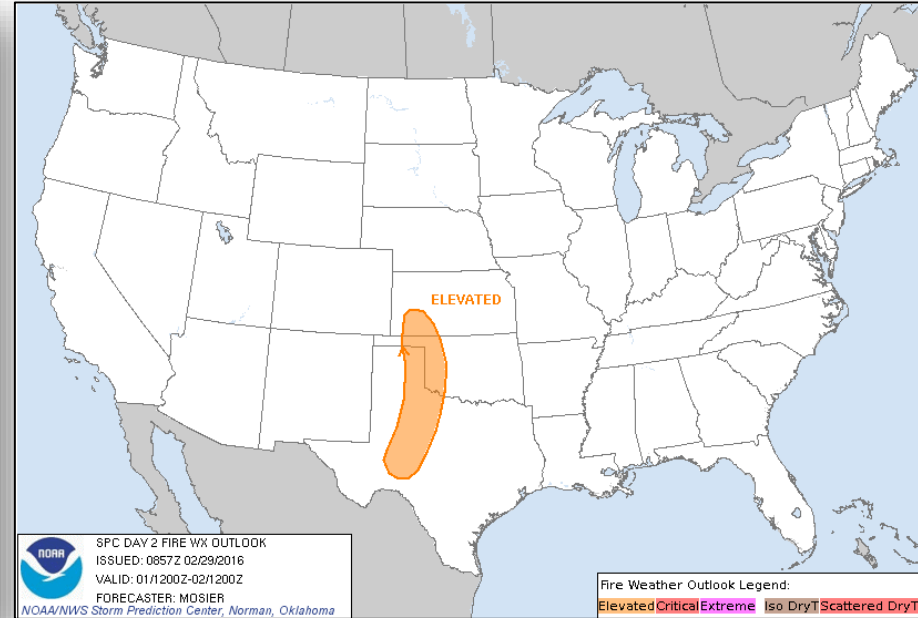 ELEVATED
NOAA
SPC DAY 2 FIRE WX OUTLOOK
ISSUED: 0857Z 02/29/2016
VALID: 01/1200Z-02/1200Z
FORECASTER: MOSIER
NOAA/NWS Storm Prediction Center, Norman, Oklahoma
Fire Weather Outlook Legend:
Elevated Critical Extreme Iso DryT Scattered DryT